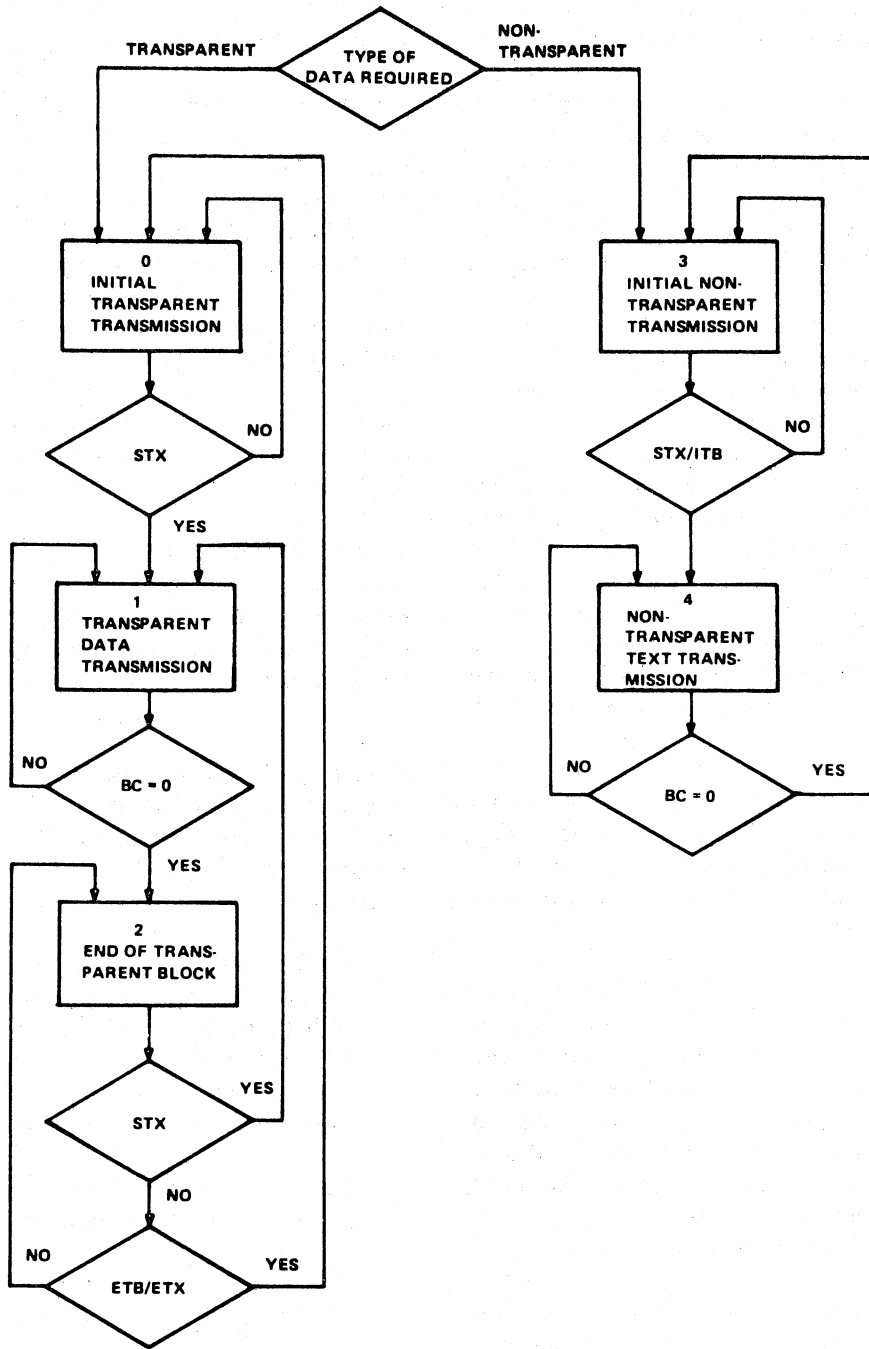 TRANSPARENT
TYPE OF
DATA REQUIRED
NON-
TRANSPARENT
0
INITIAL
TRANSPARENT
TRANSMISSION
STX
NO
YES
1
TRANSPARENT
DATA
TRANSMISSION
NO
BC = 0
YES
2
END OF TRANS-
PARENT BLOCK
STX
YES
NO
NO
ETB/ETX
YES
3
INITIAL NON-
TRANSPARENT
TRANSMISSION
STX/ITB
NO
4
NON-
TRANSPARENT
TEXT TRANS-
MISSION
NO
BC = 0
YES